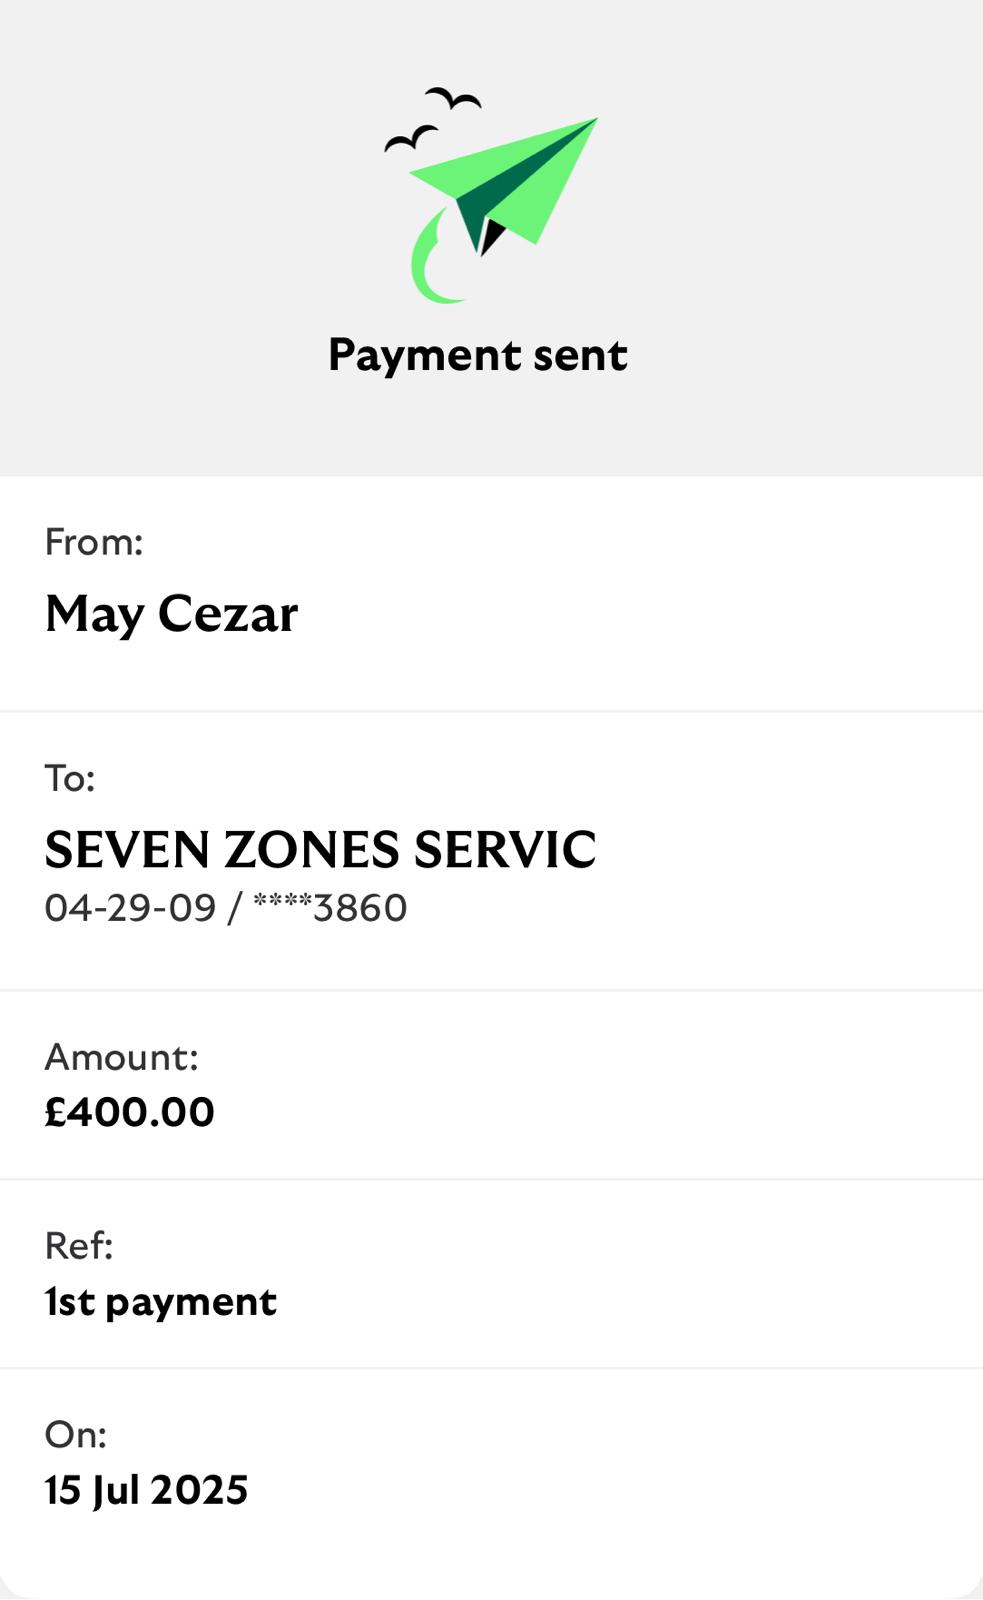 Payment sent
From:
May Cezar
To:
SEVEN ZONES SERVIC
04-29-09 / ****3860
Amount:
£400.00
Ref:
1st payment
On:
15 Jul 2025